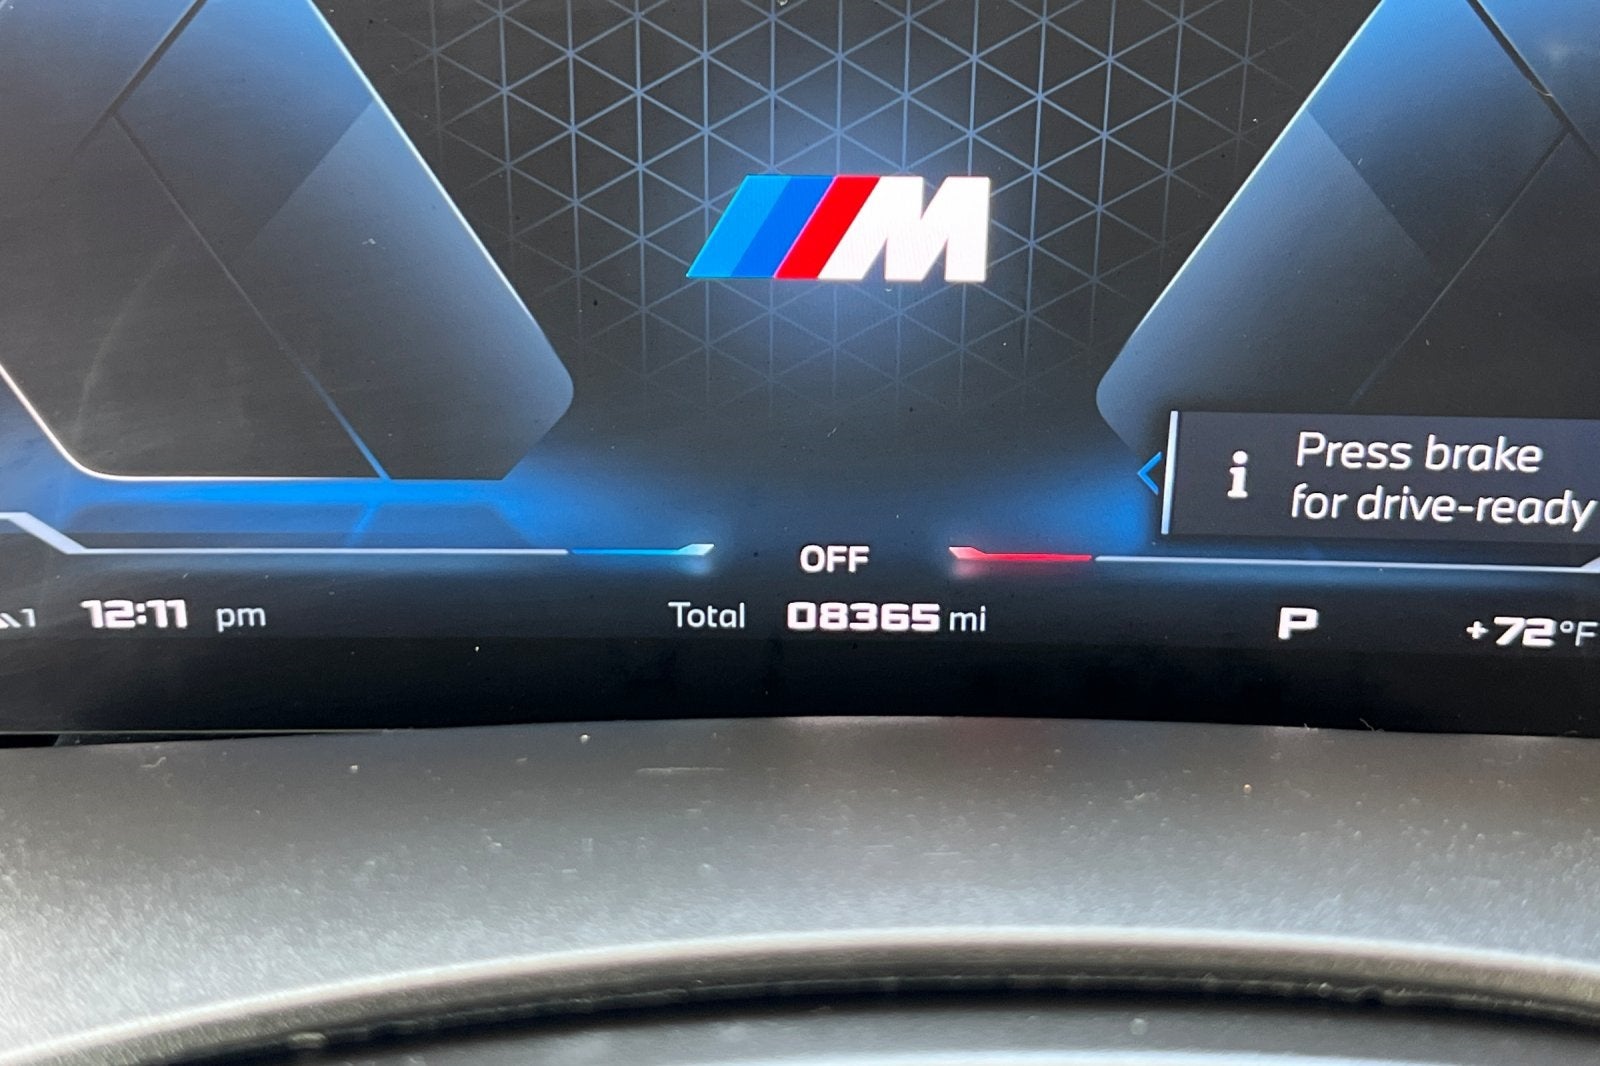 M
Press brake
for drive-ready
OFF
12:11 pm
Total 08365 mi
P
+72°F